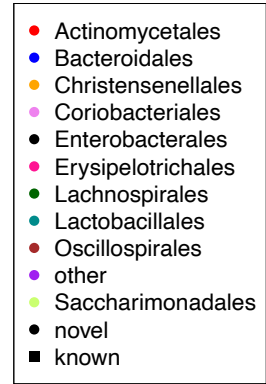 Actinomycetales
Bacteroidales
Christensenellales
Coriobacteriales
Enterobacterales
Erysipelotrichales
Lachnospirales
Lactobacillales
Oscillospirales
other
Saccharimonadales
novel
known